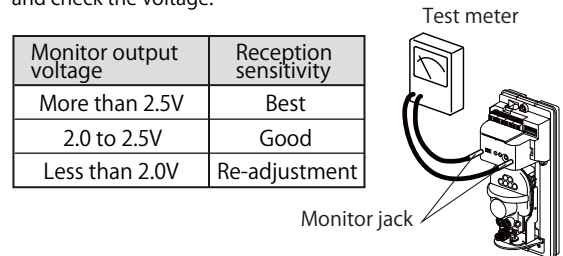 and check the voltage.
Test meter
Monitor output voltage Reception sensitivity
More than 2.5V Best
2.0 to 2.5V Good
Less than 2.0V Re-adjustment
Monitor jack